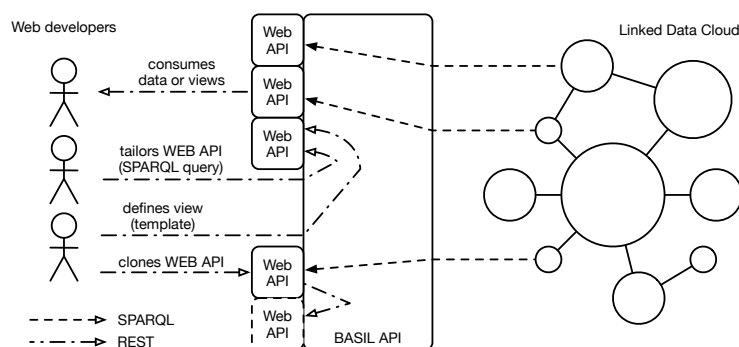 Web developers
Linked Data Cloud
Web
API
consumes
data or views
Web
API
Web
API
tailors WEB API
(SPARQL query)
defines view
(template)
clones WEB API
Web
API
Web
API
BASIL API
SPARQL
REST